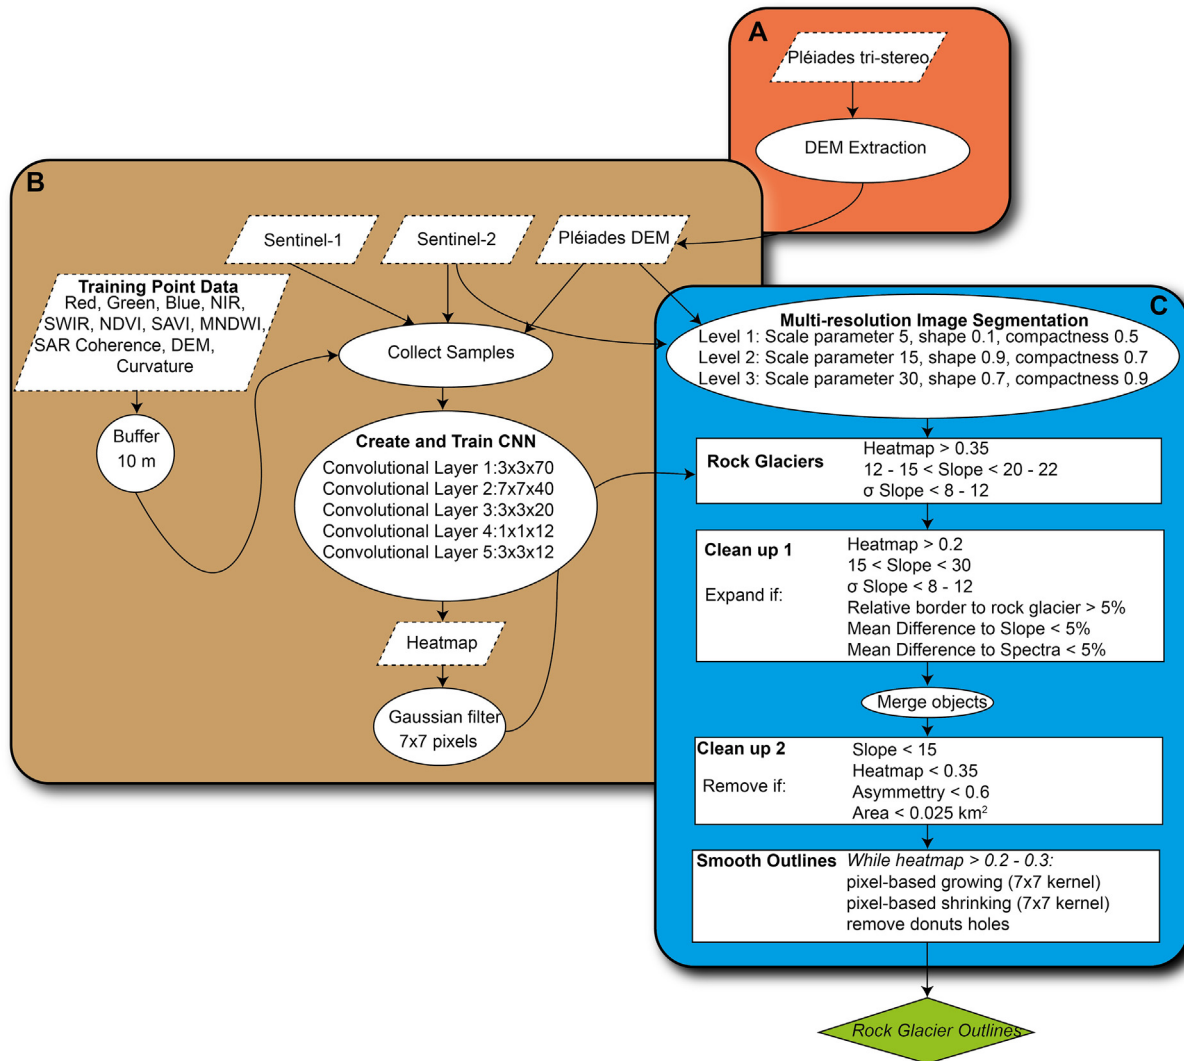 A
Pléiades tri-stereo
DEM Extraction
B
Sentinel-1
Sentinel-2
Pléiades DEM
Training Point Data
Red, Green, Blue, NIR,
SWIR, NDVI, SAVI, MNDWI,
SAR Coherence, DEM,
Curvature
Buffer
10 m
Collect Samples
Create and Train CNN
Convolutional Layer 1:3x3x70
Convolutional Layer 2:7x7x40
Convolutional Layer 3:3x3x20
Convolutional Layer 4:1x1x12
Convolutional Layer 5:3x3x12
Heatmap
Gaussian filter
7x7 pixels
C
Multi-resolution Image Segmentation
Level 1: Scale parameter 5, shape 0.1, compactness 0.5
Level 2: Scale parameter 15, shape 0.9, compactness 0.7
Level 3: Scale parameter 30, shape 0.7, compactness 0.9
Rock Glaciers
Heatmap > 0.35
12 - 15 < Slope < 20 - 22
σ Slope < 8 - 12
Clean up 1
Expand if:
Heatmap > 0.2
15 < Slope < 30
σ Slope < 8 - 12
Relative border to rock glacier > 5%
Mean Difference to Slope < 5%
Mean Difference to Spectra < 5%
Merge objects
Clean up 2
Remove if:
Slope < 15
Heatmap < 0.35
Asymmettry < 0.6
Area < 0.025 km²
Smooth Outlines
While heatmap > 0.2 - 0.3:
pixel-based growing (7x7 kernel)
pixel-based shrinking (7x7 kernel)
remove donuts holes
Rock Glacier Outlines